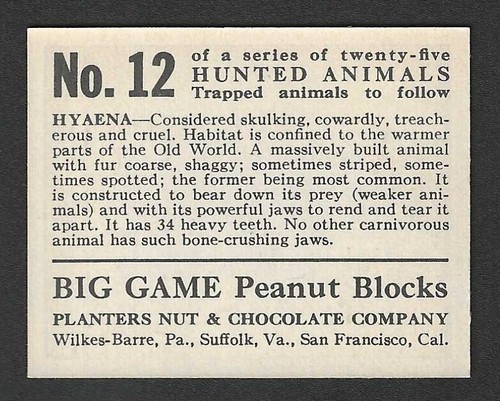 No. 12
of a series of twenty-five
HUNTED ANIMALS
Trapped animals to follow
HYAENA—Considered skulking, cowardly, treach-
erous and cruel. Habitat is confined to the warmer
parts of the Old World. A massively built animal
with fur coarse, shaggy; sometimes striped, some-
times spotted; the former being most common. It
is constructed to bear down its prey (weaker ani-
mals) and with its powerful jaws to rend and tear it
apart. It has 34 heavy teeth. No other carnivorous
animal has such bone-crushing jaws.
BIG GAME Peanut Blocks
PLANTERS NUT & CHOCOLATE COMPANY
Wilkes-Barre, Pa., Suffolk, Va., San Francisco, Cal.